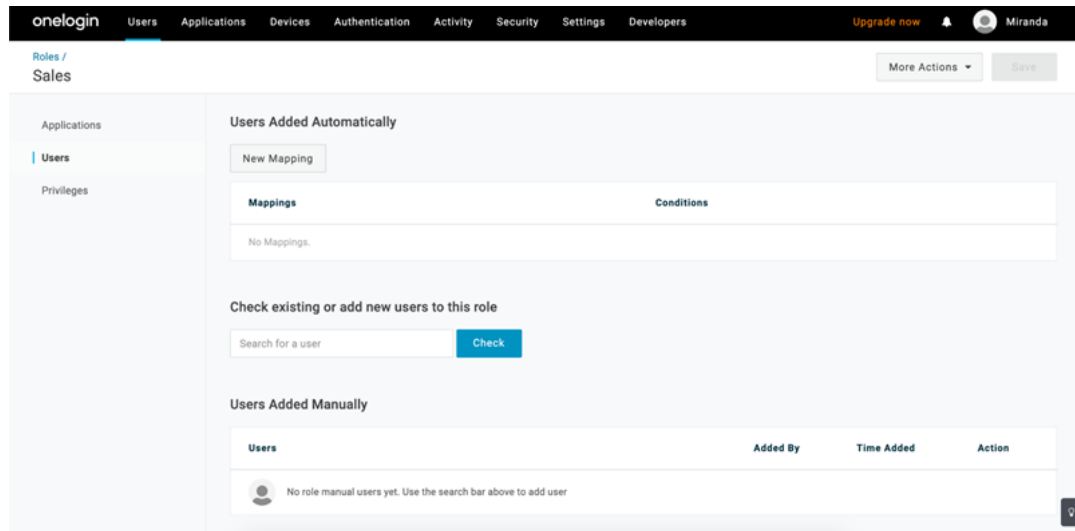 onelogin Users Applications Devices Authentication Activity Security Settings Developers Upgrade now Miranda
Roles /
Sales
More Actions Save
Applications
Users
Privileges
Users Added Automatically
New Mapping
Mappings Conditions
No Mappings.
Check existing or add new users to this role
Search for a user Check
Users Added Manually
Users Added By Time Added Action
No role manual users yet. Use the search bar above to add user